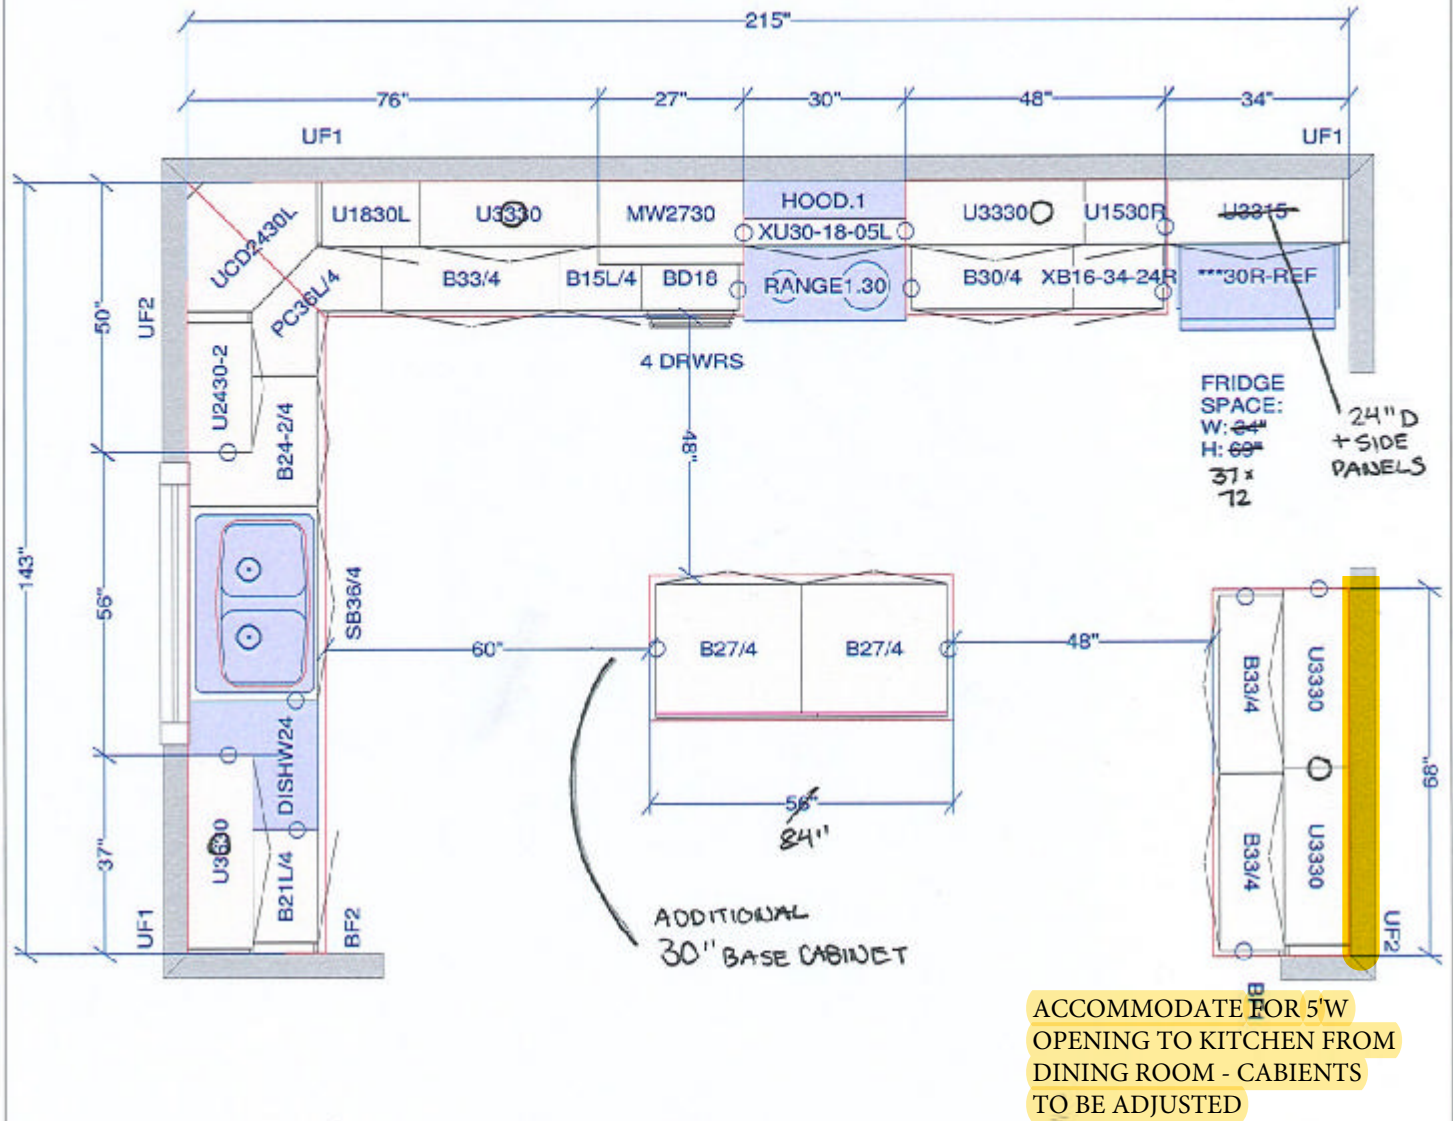 215"
76" 27" 30" 48" 34"
UF1 UF1
HOOD.1
U1830L U3330 MW2730 U3330 U1530R U3315
XU30-18-05L
UCD2430L
PC36L/4
B33/4 B15L/4 BD18 RANGE1.30 B30/4 XB16-34-24R ***30R-REF
50"
UF2
U2430-2
B24-2/4
4 DRWRS
48"
FRIDGE
SPACE:
W: 34"
H: 69"
37 x
72
24"D
+ SIDE
PANELS
143"
56"
SB36/4
60"
B27/4 B27/4
48"
B33/4
U3330
DISHW24
56"
84"
89"
37"
U3630
B21L/4
B33/4
U3330
UF1
BF2
UF2
ADDITIONAL
30" BASE CABINET
ACCOMMODATE FOR 5'W
OPENING TO KITCHEN FROM
DINING ROOM - CABIENTS
TO BE ADJUSTED